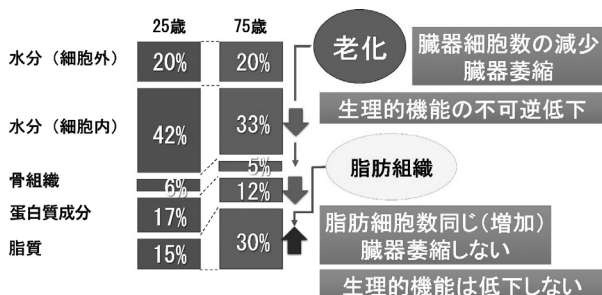 25歳 75歳
水分（細胞外） 20% 20%
水分（細胞内） 42% 33%
骨組織 6% 5%
蛋白質成分 17% 12%
脂質 15% 30%
老化
臓器細胞数の減少
臓器萎縮
生理的機能の不可逆低下
脂肪組織
脂肪細胞数同じ（増加）
臓器萎縮しない
生理的機能は低下しない